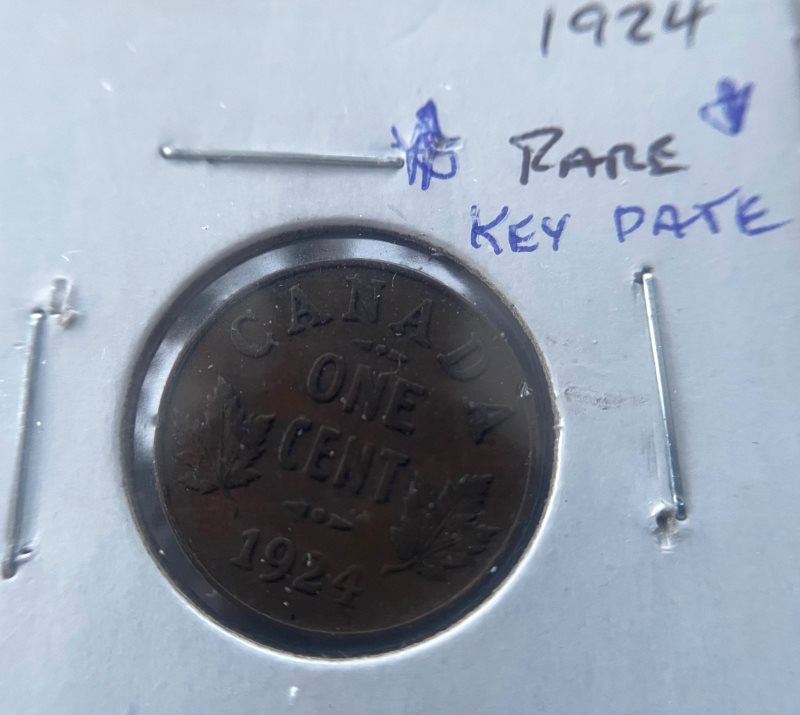 1924
RARE
KEY DATE
CANADA
ONE
CENT
1924